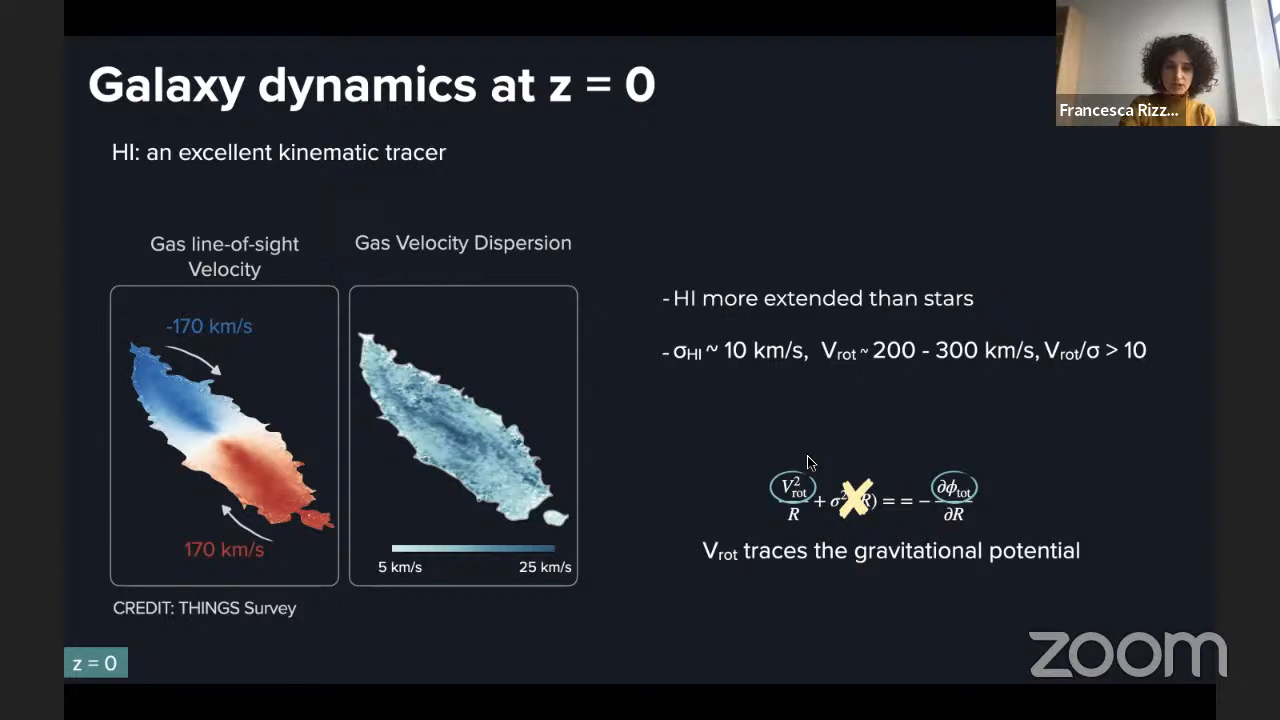 Galaxy dynamics at z = 0
Francesca Rizz...
HI: an excellent kinematic tracer
Gas line-of-sight
Velocity
Gas Velocity Dispersion
-170 km/s
170 km/s
5 km/s
25 km/s
CREDIT: THINGS Survey
- HI more extended than stars
- σHI ~ 10 km/s, Vrot ~ 200 - 300 km/s, Vrot/σ > 10
V²rot/R + σ² R) = = - ∂ϕtot/∂R
Vrot traces the gravitational potential
z = 0
zoom